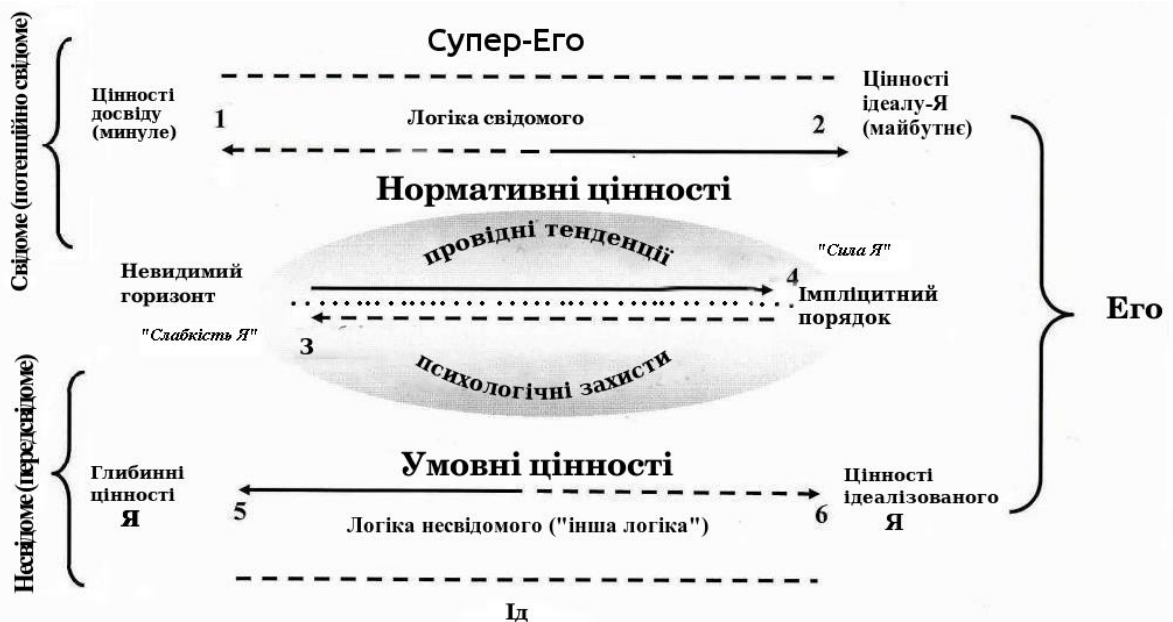 Супер-Его
Свідоме (потенційно свідоме)
Цінності
досвіду
(минуле)
1
Логіка свідомого
2
Цінності
ідеалу-Я
(майбутнє)
Нормативні цінності
провідні тенденції
"Сила Я"
4
Невидимий
горизонт
Імпліцитний
порядок
Его
"Слабкість Я"
3
психологічні захисти
Несвідоме (передсвідоме)
Умовні цінності
Глибинні
цінності
Я
5
6
Цінності
ідеалізованого
Я
Логіка несвідомого ("інша логіка")
Ід